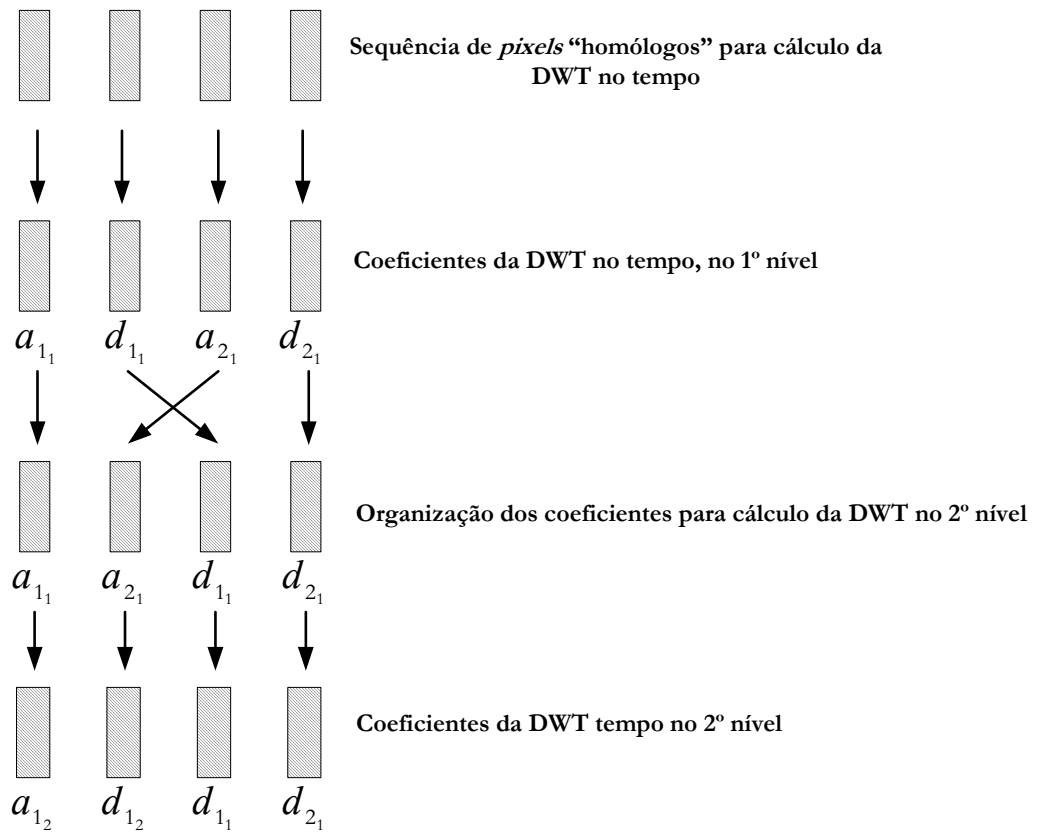 Sequência de pixels “homólogos” para cálculo da
DWT no tempo
Coeficientes da DWT no tempo, no 1º nível
a₁₁ d₁₁ a₂₁ d₂₁
Organização dos coeficientes para cálculo da DWT no 2º nível
a₁₁ a₂₁ d₁₁ d₂₁
Coeficientes da DWT tempo no 2º nível
a₁₂ d₁₂ d₁₁ d₂₁